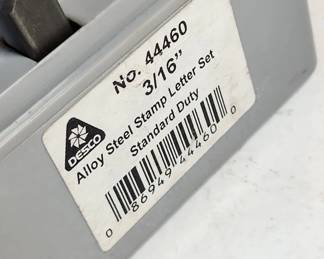 No. 44460
3/16”
DESCO
Alloy Steel Stamp Letter Set
Standard Duty
0 86949 44460 0